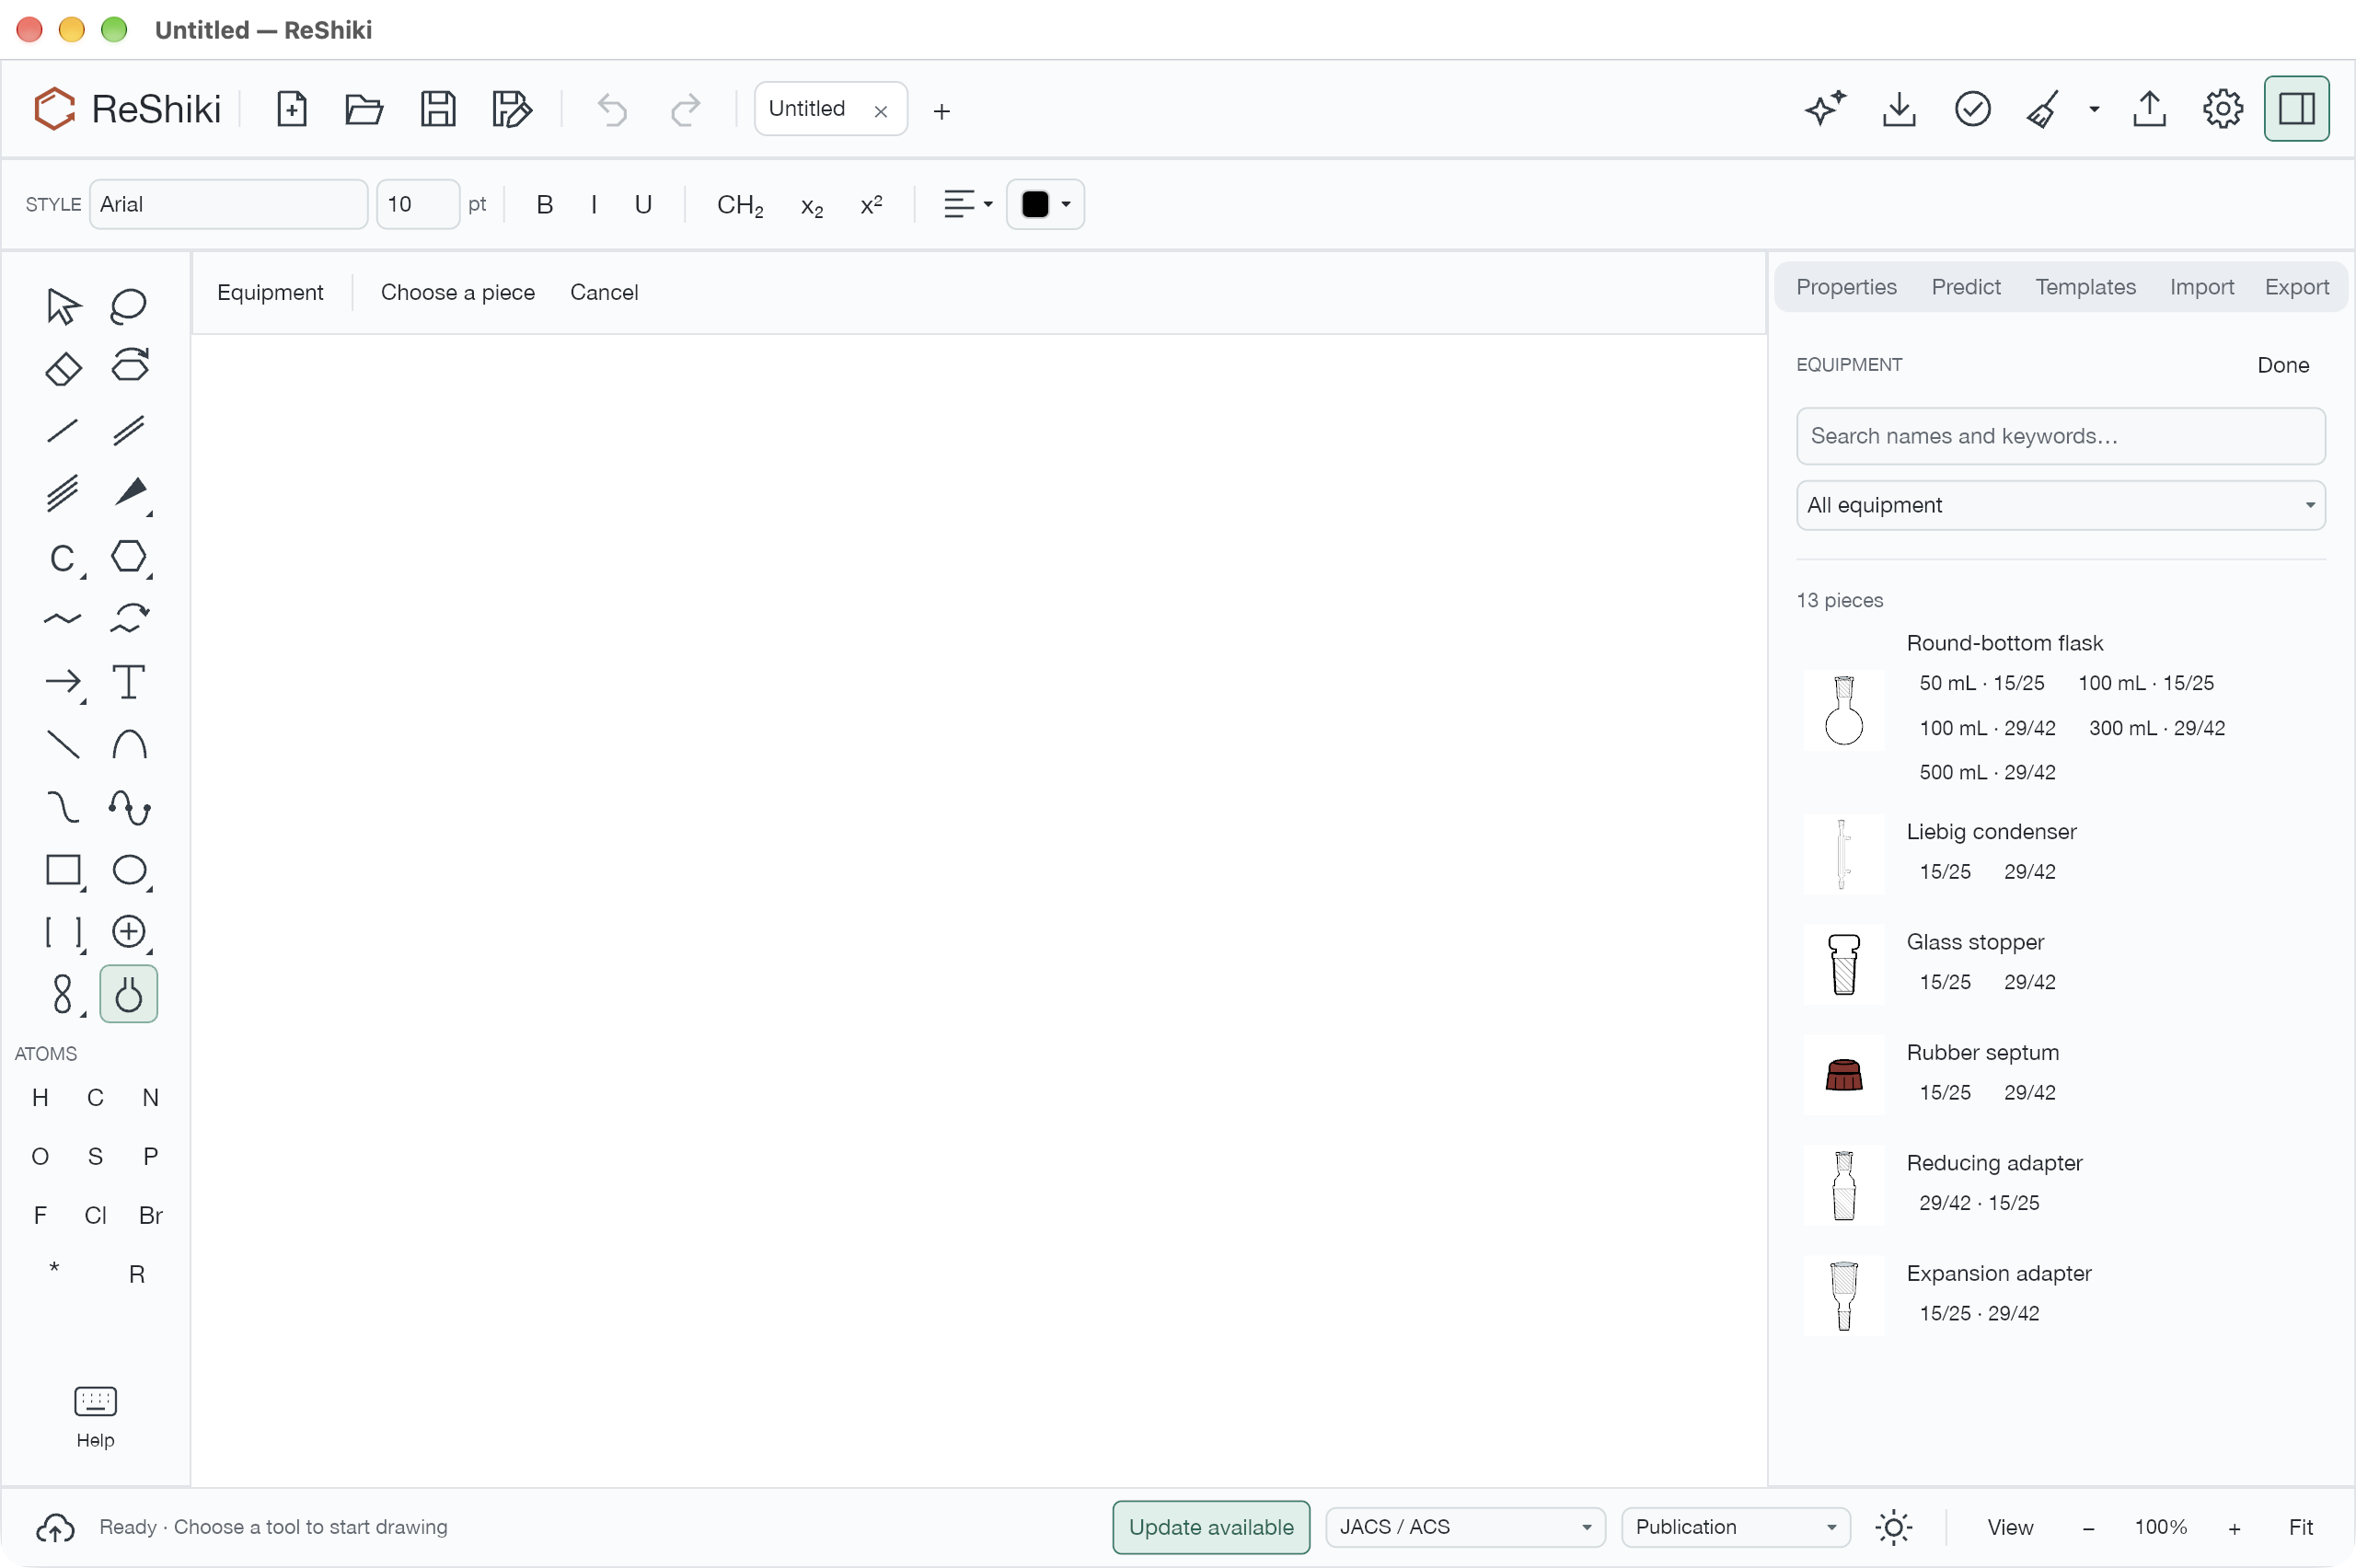 Untitled — ReShiki
ReShiki
Untitled × +
STYLE Arial 10 pt B I U CH₂ x₂ x²
Equipment Choose a piece Cancel
Properties Predict Templates Import Export
EQUIPMENT Done
Search names and keywords...
All equipment
13 pieces
Round-bottom flask
50 mL · 15/25 100 mL · 15/25
100 mL · 29/42 300 mL · 29/42
500 mL · 29/42
Liebig condenser
15/25 29/42
Glass stopper
15/25 29/42
Rubber septum
15/25 29/42
Reducing adapter
29/42 · 15/25
Expansion adapter
15/25 · 29/42
C
T
ATOMS
H C N
O S P
F Cl Br
* R
Help
Ready · Choose a tool to start drawing
Update available JACS / ACS Publication View − 100% + Fit